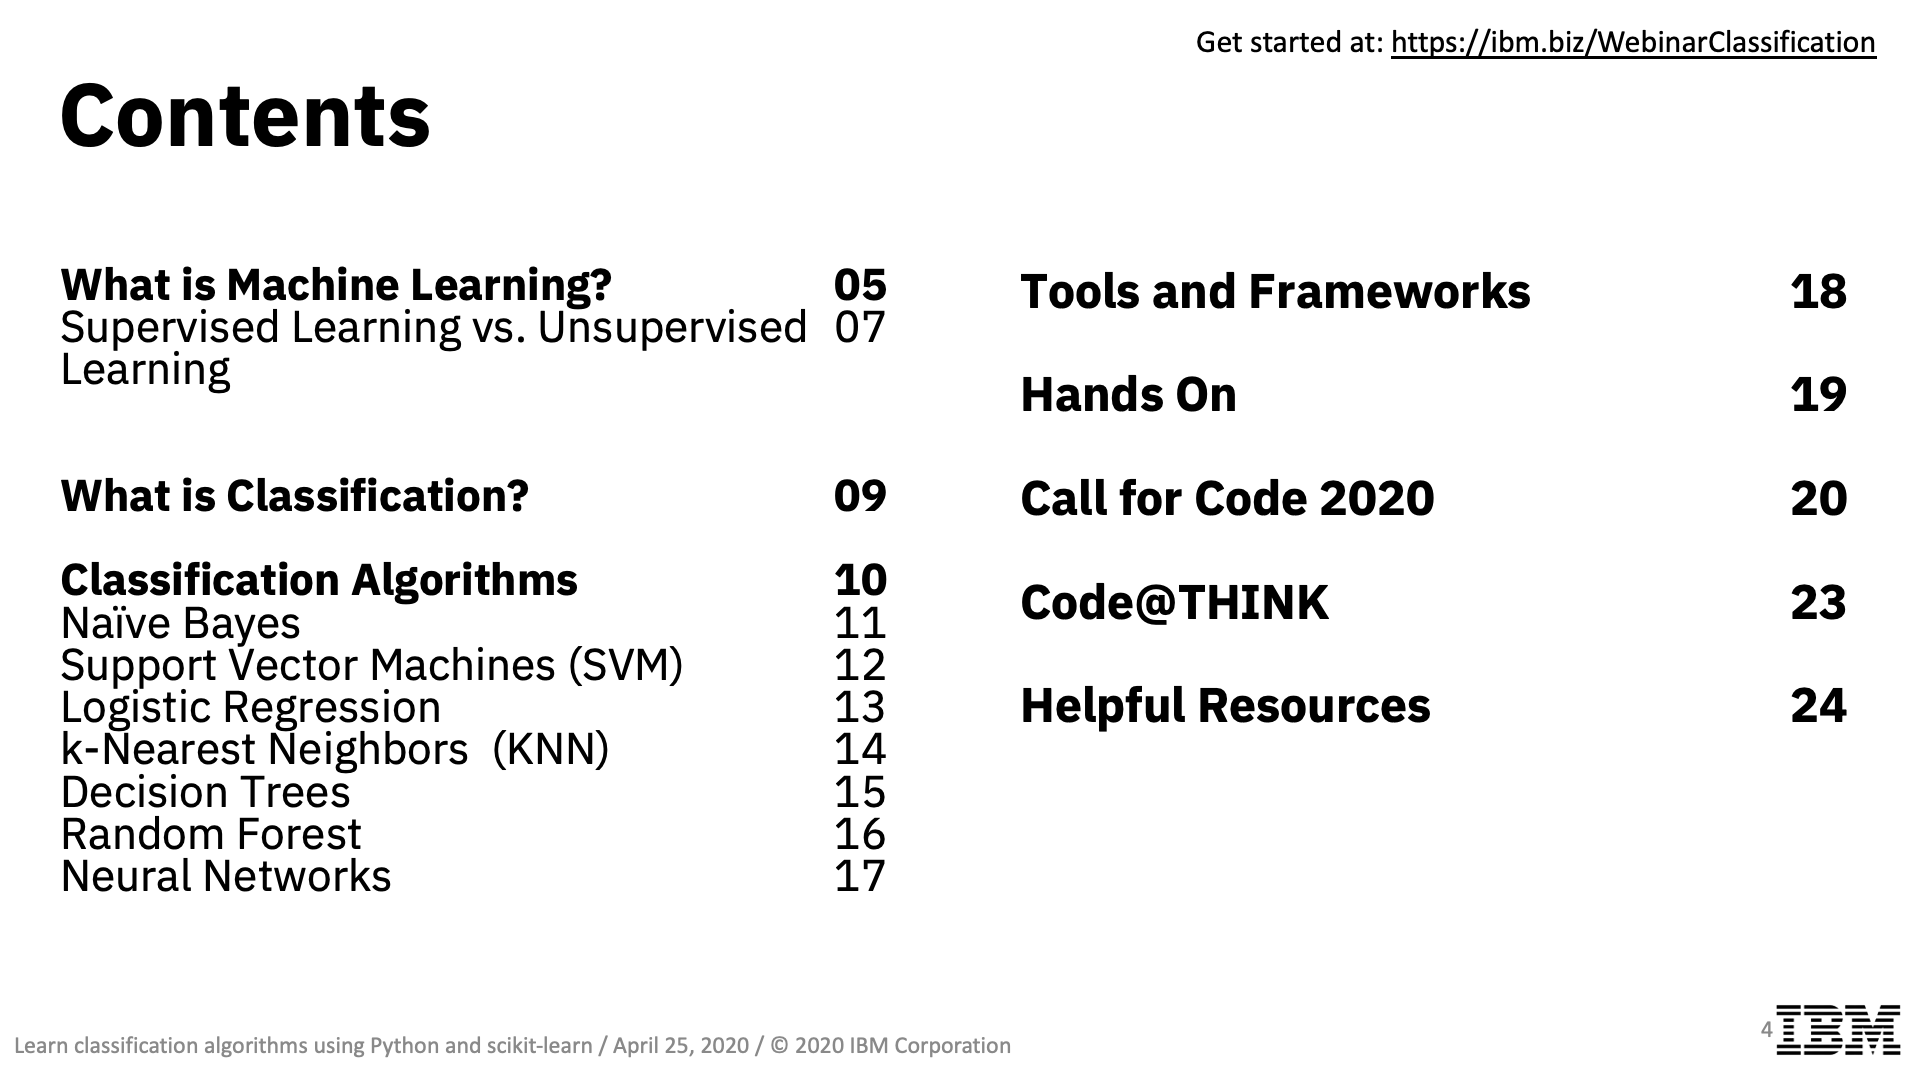 Get started at: https://ibm.biz/WebinarClassification
Contents
What is Machine Learning? 05
Supervised Learning vs. Unsupervised 07
Learning
What is Classification? 09
Classification Algorithms 10
Naïve Bayes 11
Support Vector Machines (SVM) 12
Logistic Regression 13
k-Nearest Neighbors (KNN) 14
Decision Trees 15
Random Forest 16
Neural Networks 17
Tools and Frameworks 18
Hands On 19
Call for Code 2020 20
Code@THINK 23
Helpful Resources 24
Learn classification algorithms using Python and scikit-learn / April 25, 2020 / © 2020 IBM Corporation
4
IBM